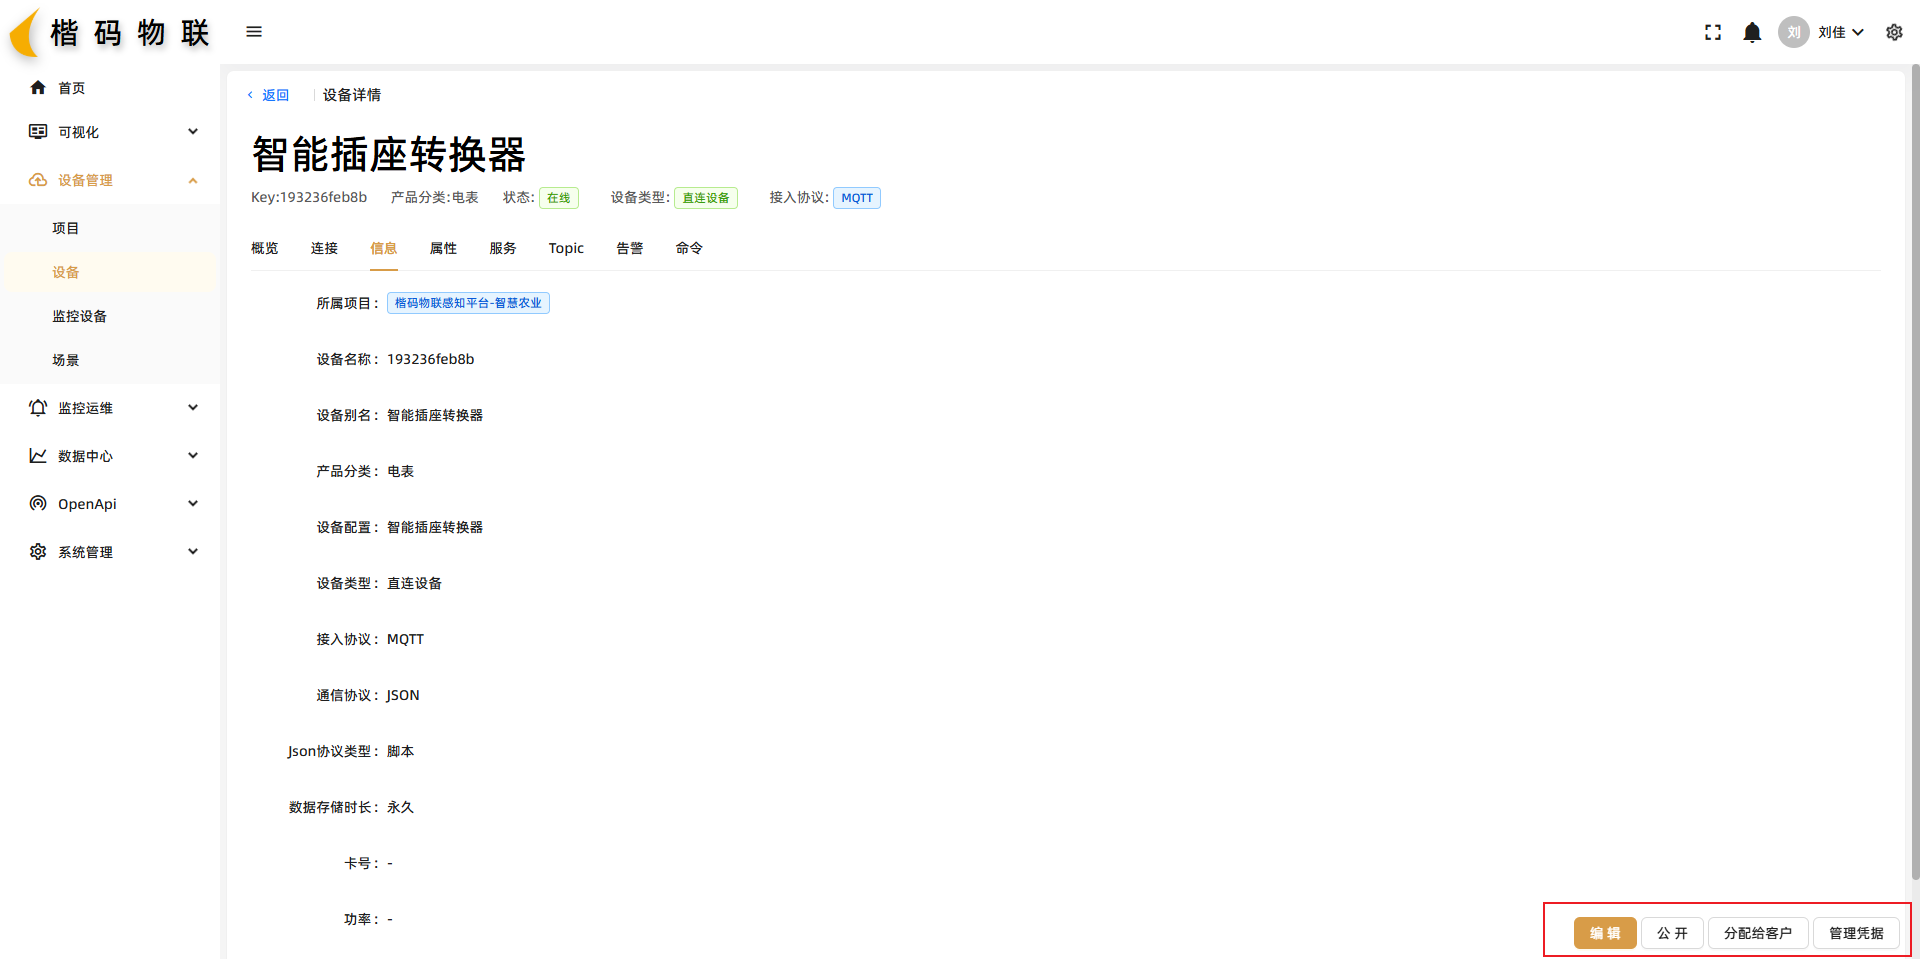 楷码物联
刘 刘佳
首页
可视化
设备管理
项目
设备
监控设备
场景
监控运维
数据中心
OpenApi
系统管理
返回 设备详情
智能插座转换器
Key:193236feb8b 产品分类:电表 状态: 在线 设备类型: 直连设备 接入协议: MQTT
概览 连接 信息 属性 服务 Topic 告警 命令
所属项目: 楷码物联感知平台-智慧农业
设备名称: 193236feb8b
设备别名: 智能插座转换器
产品分类: 电表
设备配置: 智能插座转换器
设备类型: 直连设备
接入协议: MQTT
通信协议: JSON
Json协议类型: 脚本
数据存储时长: 永久
卡号: -
功率: -
编辑 公开 分配给客户 管理凭据